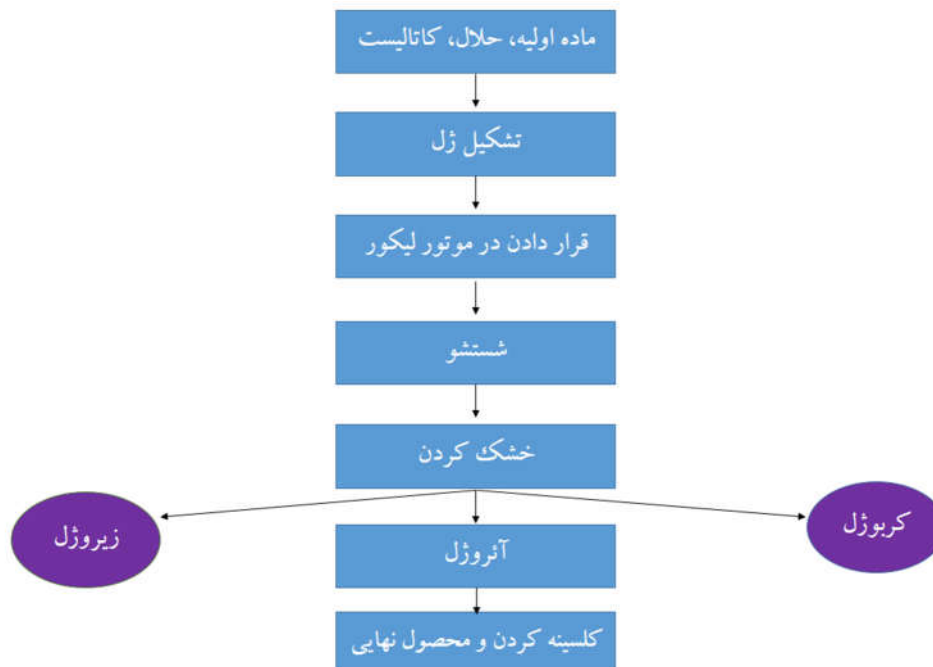 ماده اولیه، حلال، کاتالیست
تشکیل ژل
قرار دادن در موتور لیکور
شستشو
خشک کردن
کربوژل
زیروژل
آئروژل
کلسینه کردن و محصول نهایی